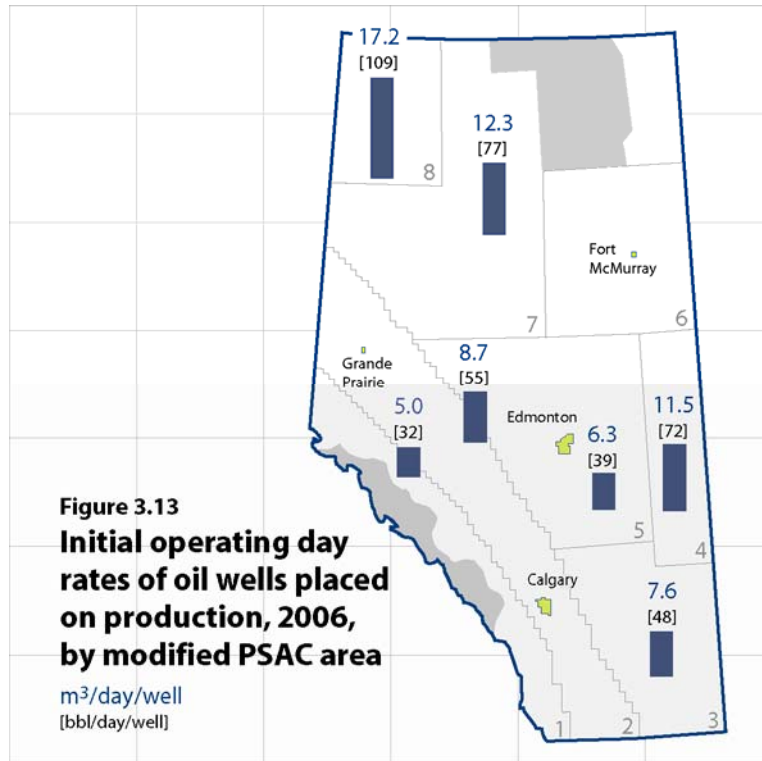 17.2
[109]
8
12.3
[77]
Fort
McMurray
7
6
Grande
Prairie
8.7
[55]
5.0
[32]
Edmonton
6.3
[39]
11.5
[72]
5
4
Calgary
7.6
[48]
1
2
3
Figure 3.13
Initial operating day
rates of oil wells placed
on production, 2006,
by modified PSAC area
m³/day/well
[bbl/day/well]